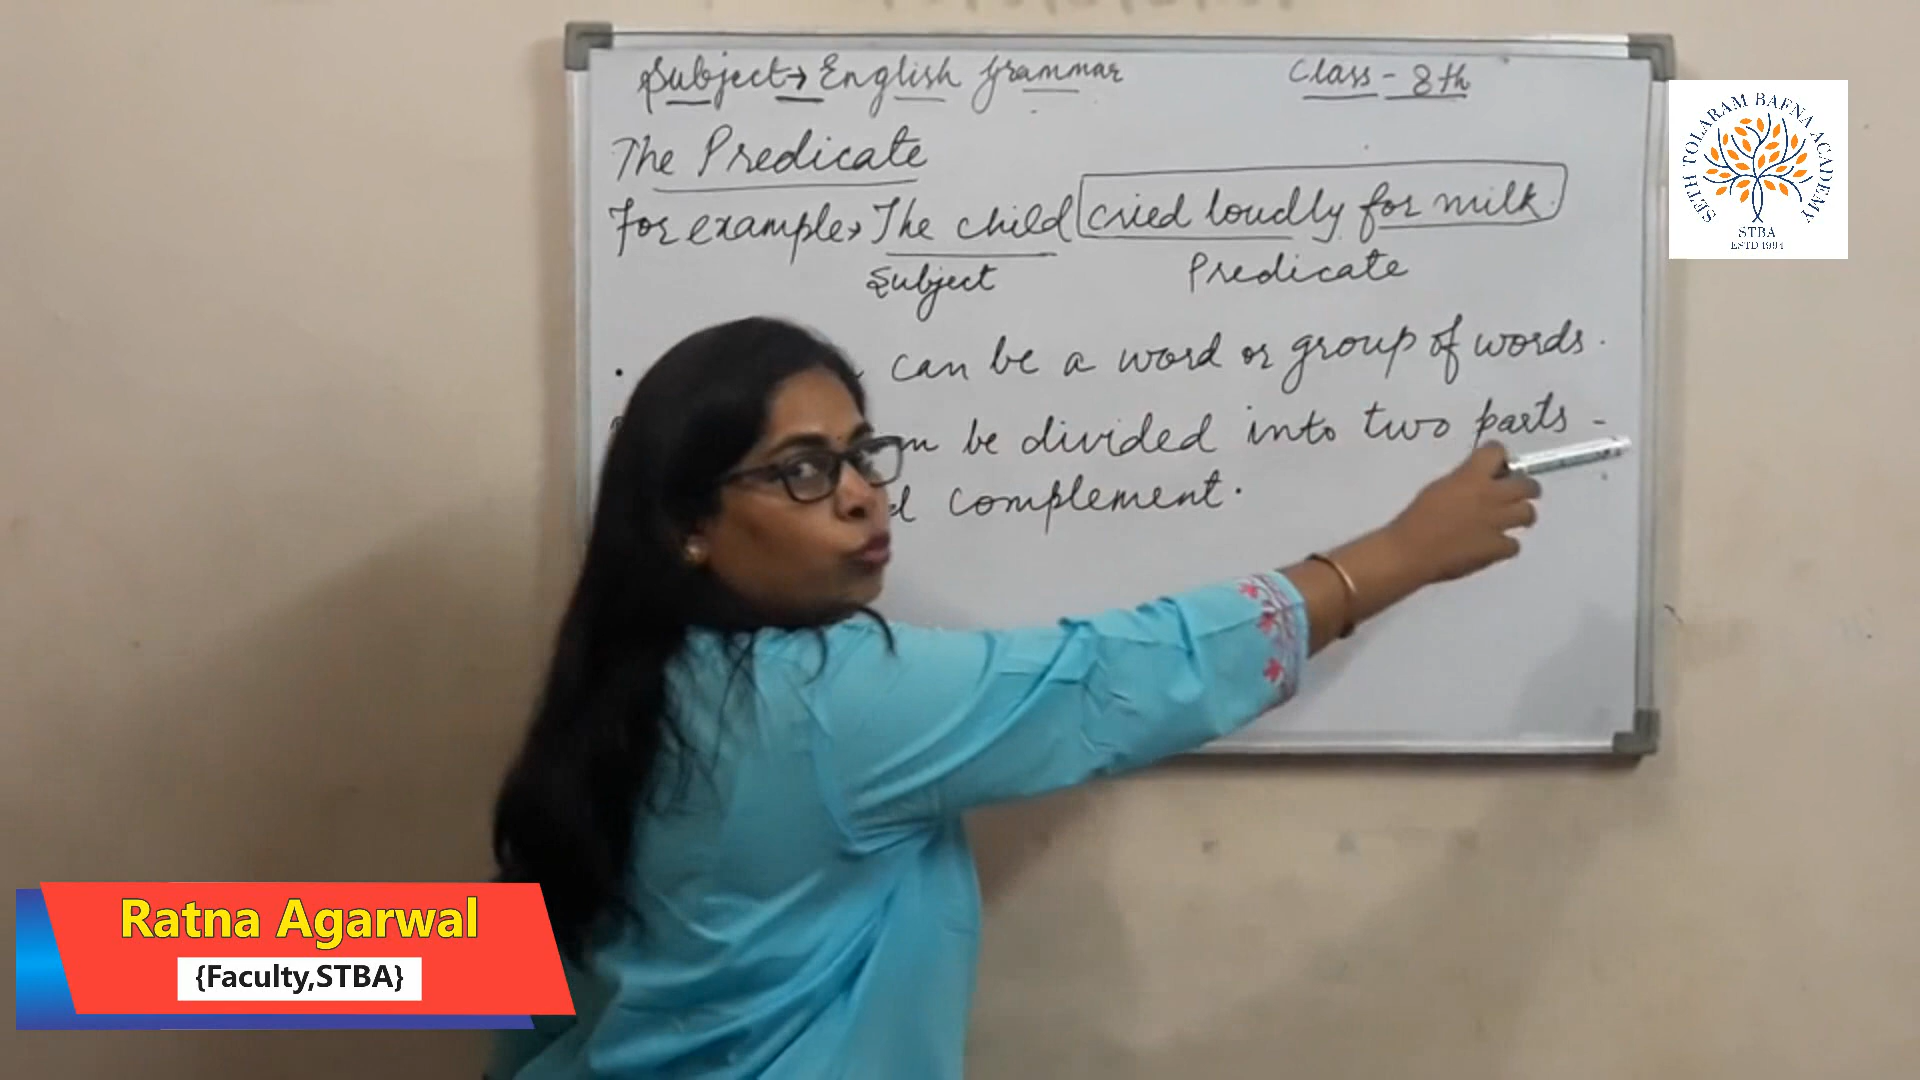 Subject → English Grammar
Class - 8th
The Predicate
For example → The child cried loudly for milk.
Subject
Predicate
can be a word or group of words.
be divided into two parts -
complement.
SETH TOLARAM BAFNA ACADEMY
STBA
ESTD 1994
Ratna Agarwal
{Faculty,STBA}